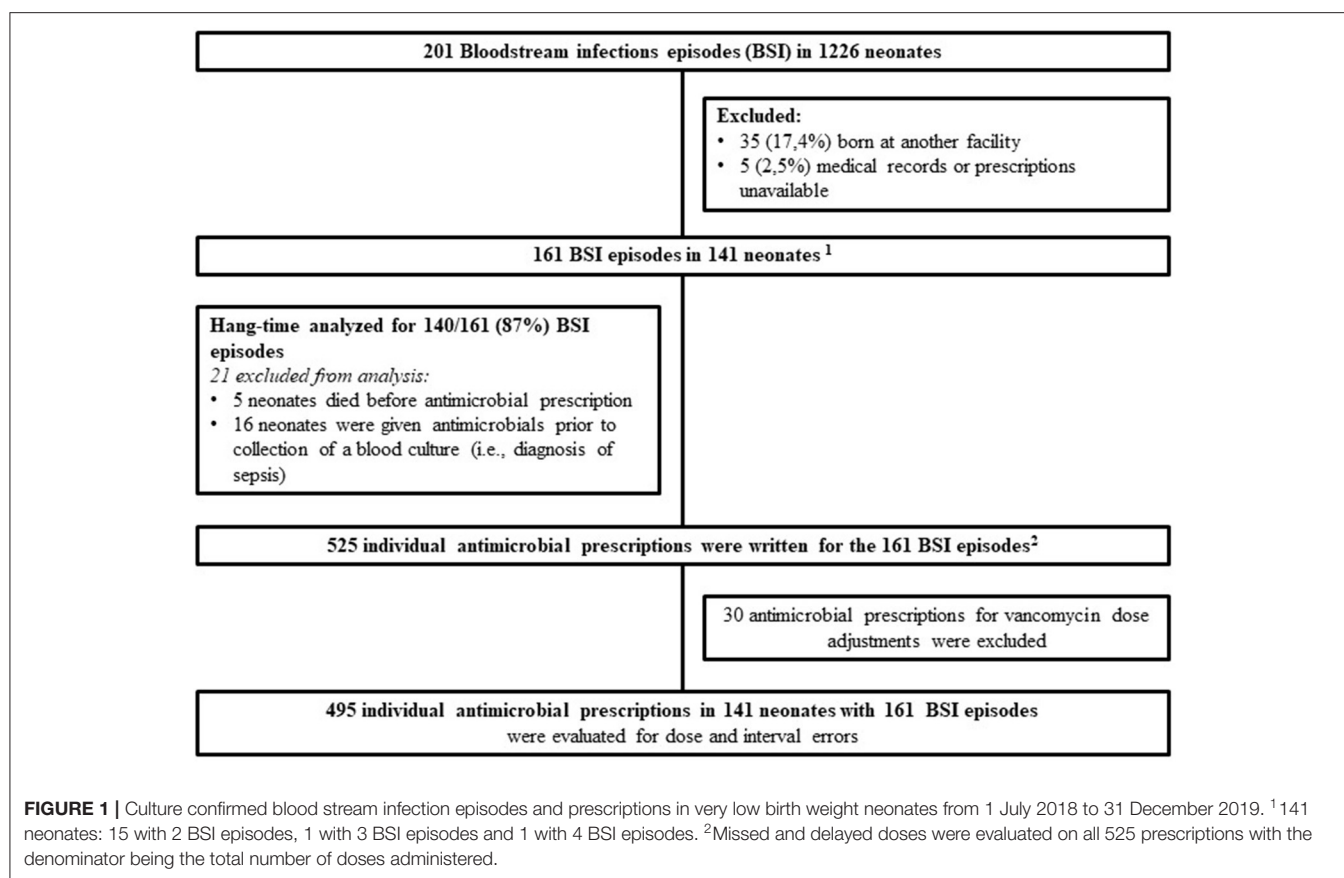 201 Bloodstream infections episodes (BSI) in 1226 neonates
Excluded:
• 35 (17,4%) born at another facility
• 5 (2,5%) medical records or prescriptions
unavailable
161 BSI episodes in 141 neonates 1
Hang-time analyzed for 140/161 (87%) BSI
episodes
21 excluded from analysis:
• 5 neonates died before antimicrobial prescription
• 16 neonates were given antimicrobials prior to
collection of a blood culture (i.e., diagnosis of
sepsis)
525 individual antimicrobial prescriptions were written for the 161 BSI episodes2
30 antimicrobial prescriptions for vancomycin dose
adjustments were excluded
495 individual antimicrobial prescriptions in 141 neonates with 161 BSI episodes
were evaluated for dose and interval errors
FIGURE 1 | Culture confirmed blood stream infection episodes and prescriptions in very low birth weight neonates from 1 July 2018 to 31 December 2019. 1 141
neonates: 15 with 2 BSI episodes, 1 with 3 BSI episodes and 1 with 4 BSI episodes. 2Missed and delayed doses were evaluated on all 525 prescriptions with the
denominator being the total number of doses administered.